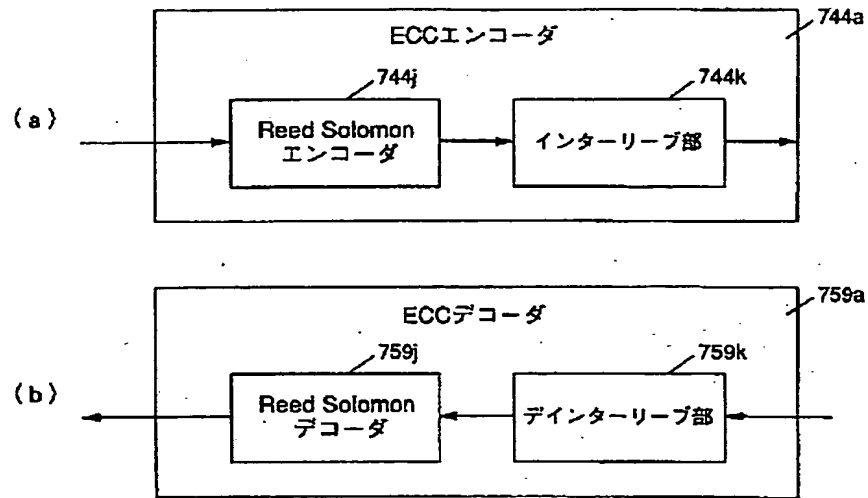 ECCエンコーダ
744a
744j
744k
(a)
Reed Solomon
エンコーダ
インターリーブ部
ECCデコーダ
759a
759j
759k
(b)
Reed Solomon
デコーダ
デインターリーブ部